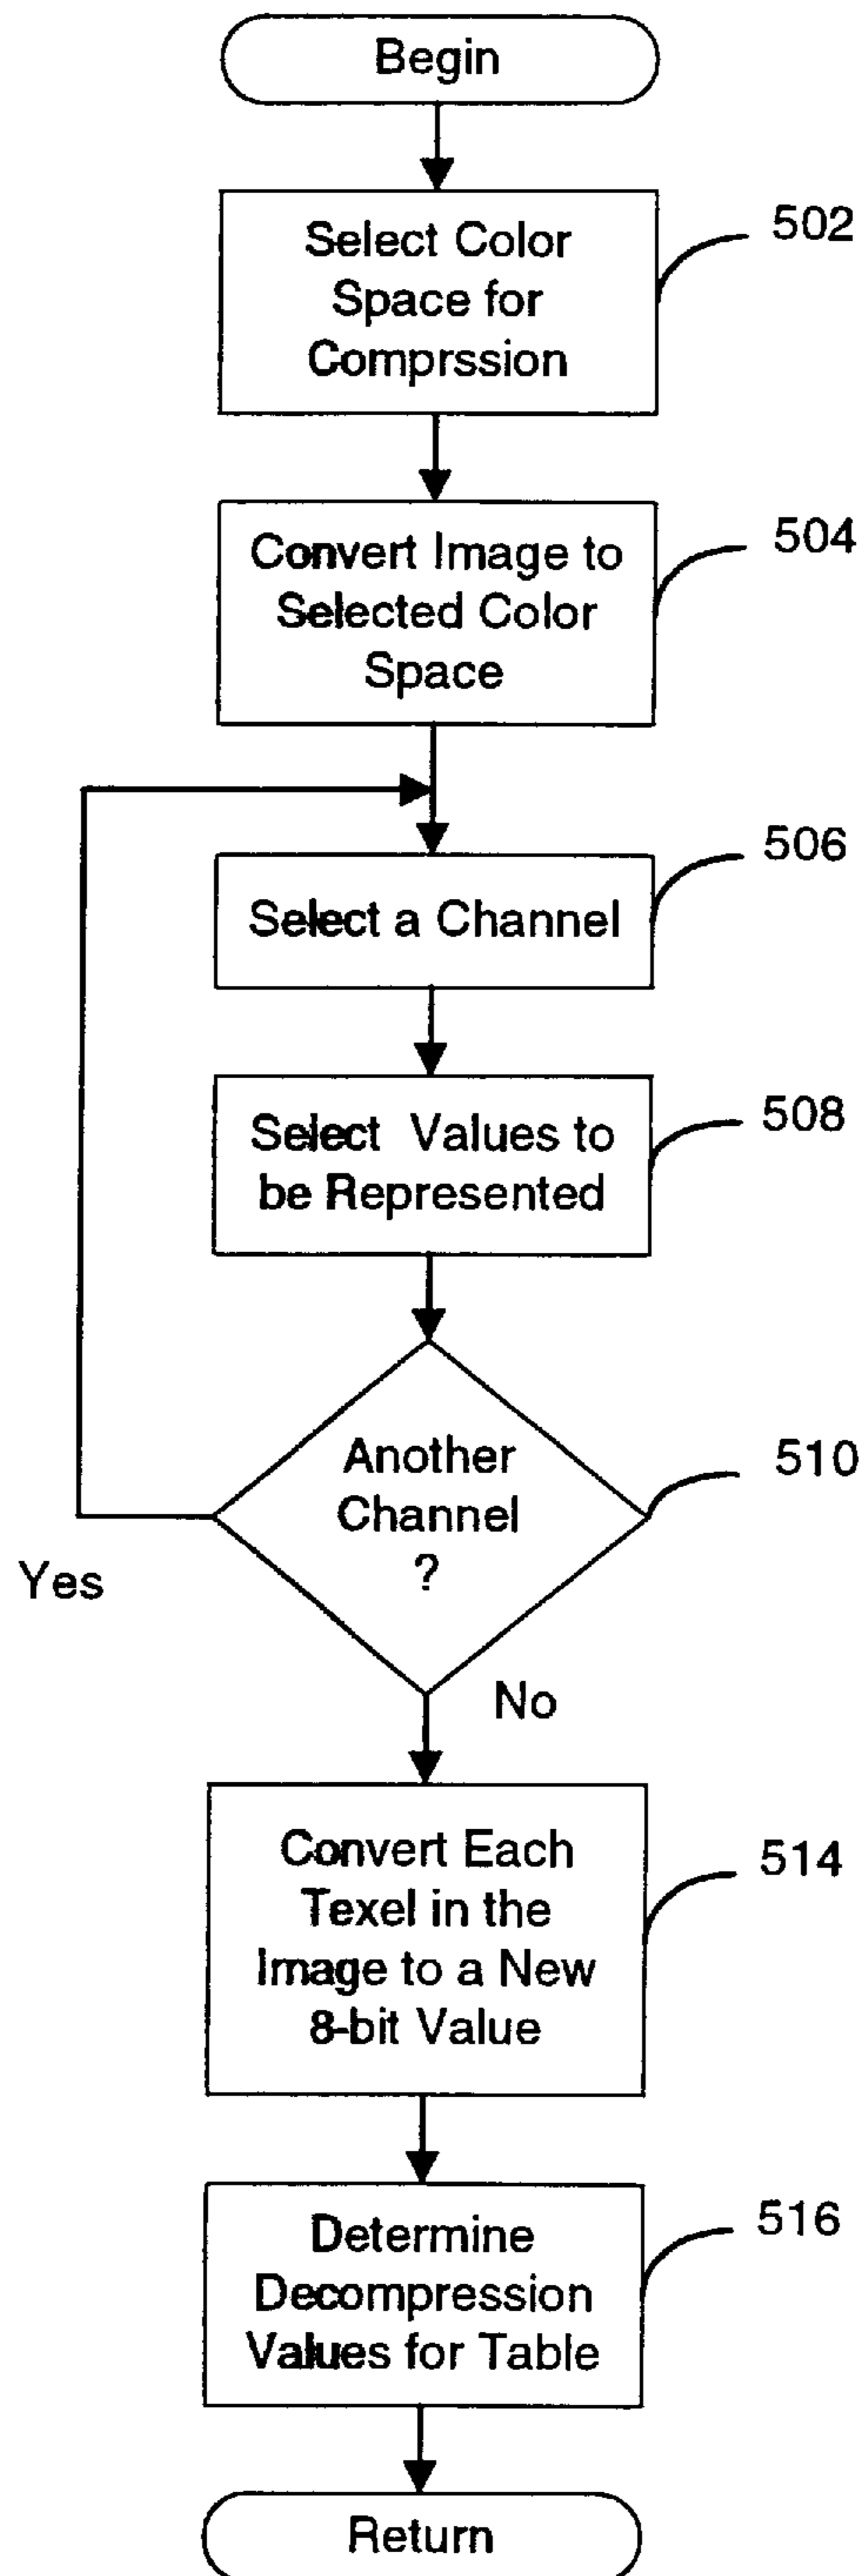 Begin
Select Color
Space for
Comprssion
502
Convert Image to
Selected Color
Space
504
Select a Channel
506
Select Values to
be Represented
508
Another
Channel
?
510
Yes
No
Convert Each
Texel in the
Image to a New
8-bit Value
514
Determine
Decompression
Values for Table
516
Return